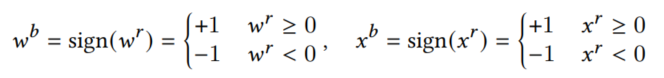 w^b = sign(w^r) = { +1 w^r ≥ 0 , x^b = sign(x^r) = { +1 x^r ≥ 0
−1 w^r < 0 −1 x^r < 0